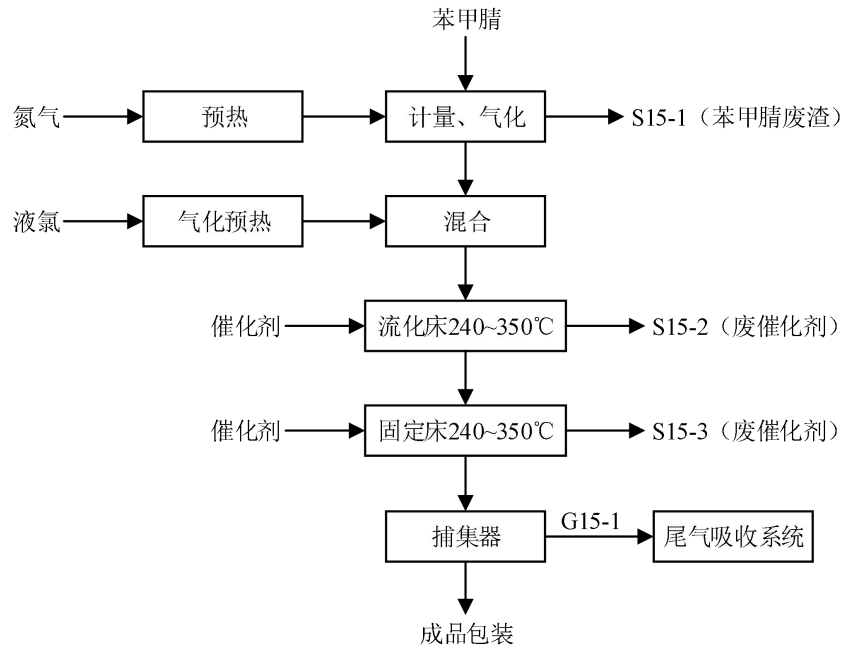 苯甲腈
氮气
预热
计量、气化
S15-1（苯甲腈废渣）
液氯
气化预热
混合
催化剂
流化床240~350℃
S15-2（废催化剂）
催化剂
固定床240~350℃
S15-3（废催化剂）
捕集器
G15-1
尾气吸收系统
成品包装